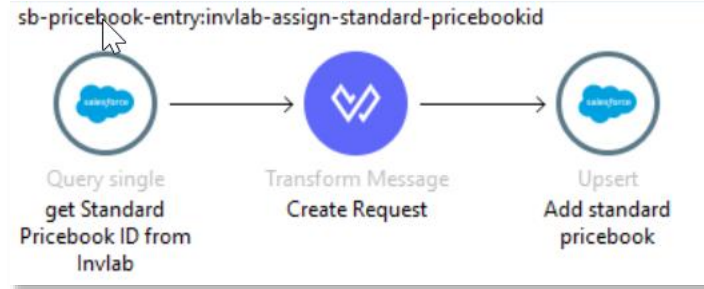 sb-pricebook-entry:invlab-assign-standard-pricebookid
salesforce
salesforce
Query single
Transform Message
Upsert
get Standard
Create Request
Add standard
Pricebook ID from
pricebook
Invlab